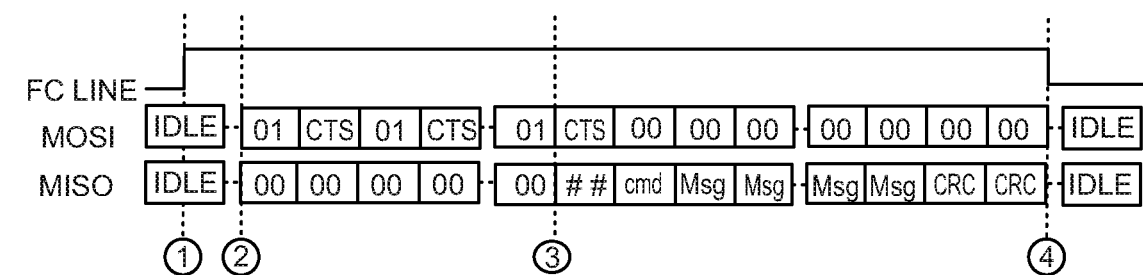 FC LINE
MOSI IDLE 01 CTS 01 CTS 01 CTS 00 00 00 00 00 00 00 IDLE
MISO IDLE 00 00 00 00 00 ## cmd Msg Msg Msg Msg CRC CRC IDLE
1 2 3 4